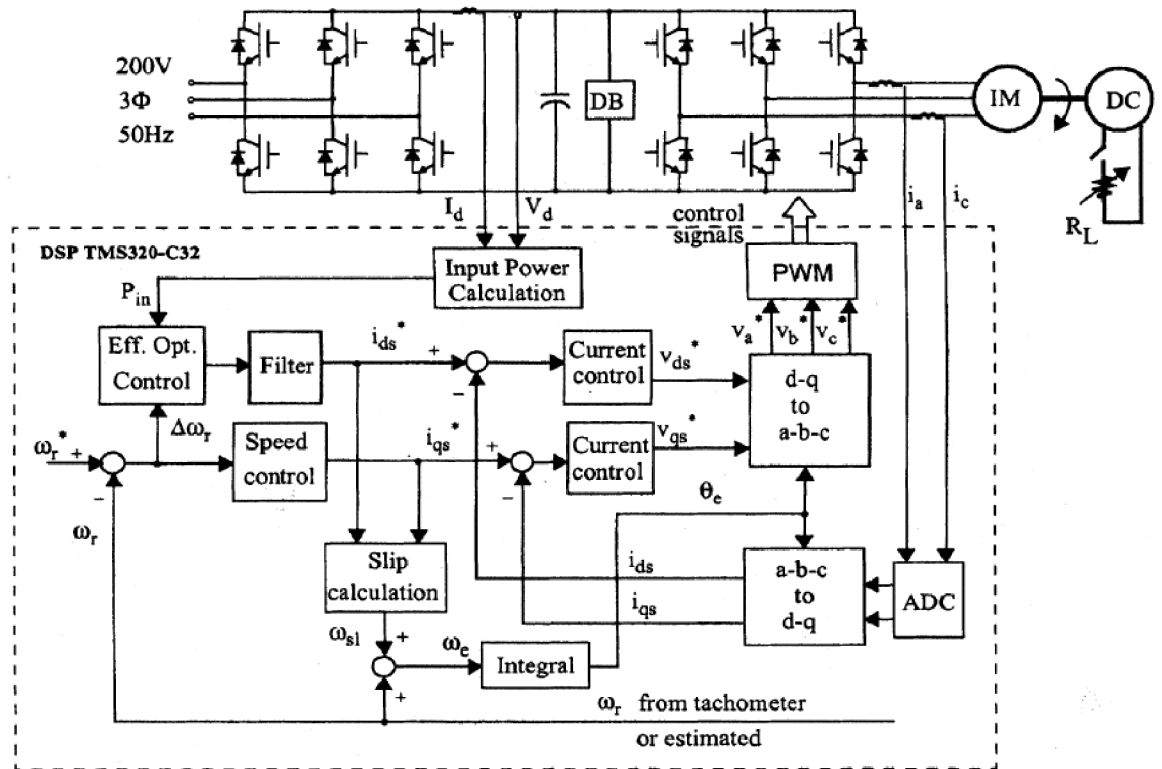 200V
3Φ
50Hz
DB
IM
DC
R_L
I_d
V_d
control
signals
i_a
i_c
DSP TMS320-C32
Input Power
Calculation
PWM
P_in
v_a*
v_b*
v_c*
Eff. Opt.
Control
Filter
i_ds*
+
−
Current
control
v_ds*
d-q
to
a-b-c
ω_r*
+
−
Δω_r
Speed
control
i_qs*
+
−
Current
control
v_qs*
θ_e
ω_r
Slip
calculation
i_ds
i_qs
a-b-c
to
d-q
ADC
ω_sl
+
ω_e
Integral
+
ω_r from tachometer
or estimated